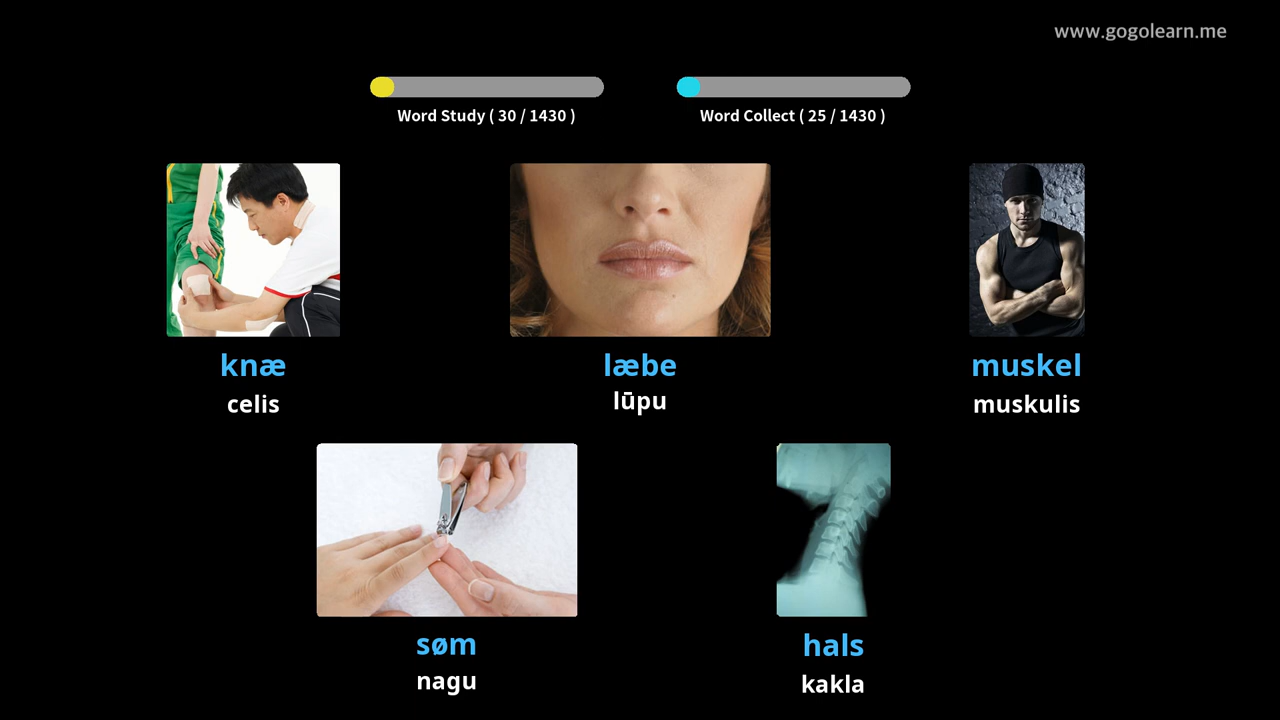 www.gogolearn.me
Word Study ( 30 / 1430 )
Word Collect ( 25 / 1430 )
knæ
celis
læbe
lūpu
muskel
muskulis
søm
nagu
hals
kakla